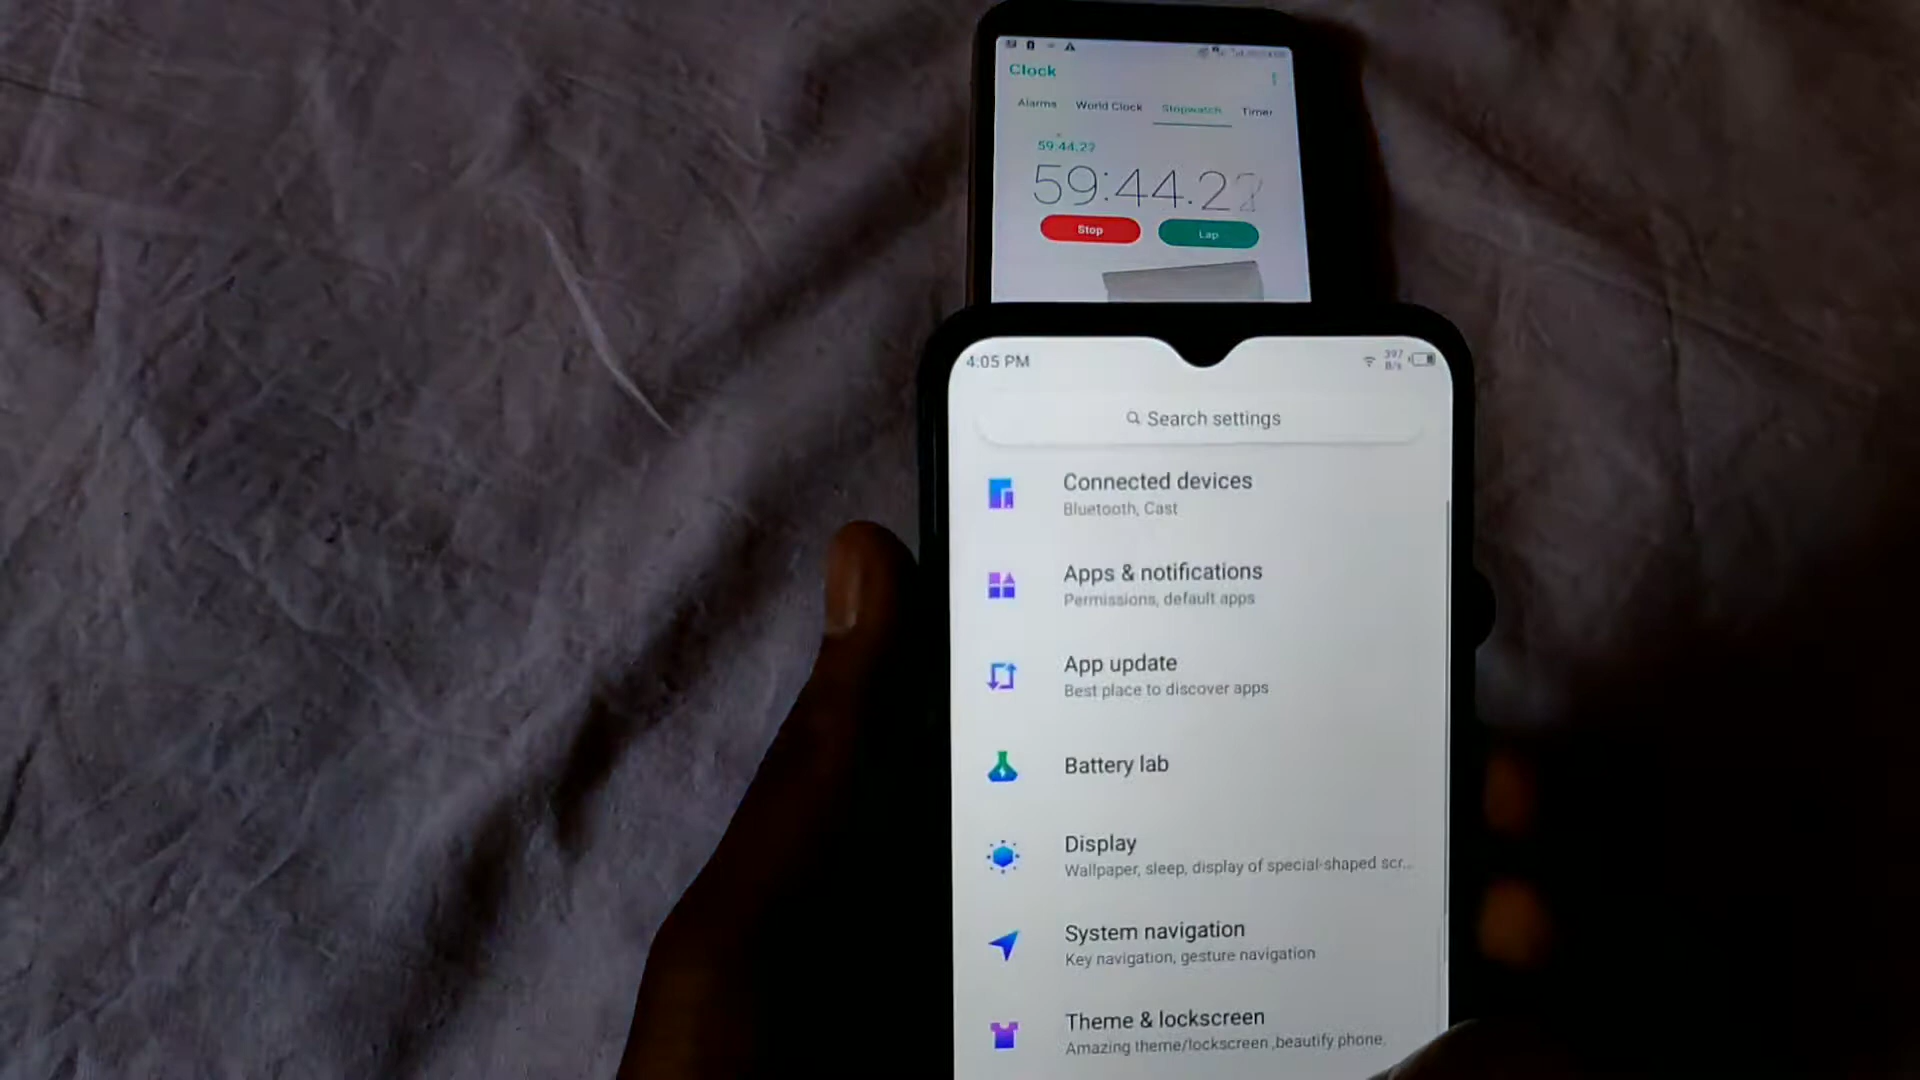 Clock
Alarms World Clock Stopwatch Timer
59:44.22
59:44.22
Stop Lap
4:05 PM 397 B/s
Search settings
Connected devices
Bluetooth, Cast
Apps & notifications
Permissions, default apps
App update
Best place to discover apps
Battery lab
Display
Wallpaper, sleep, display of special-shaped scr...
System navigation
Key navigation, gesture navigation
Theme & lockscreen
Amazing theme/lockscreen ,beautify phone.